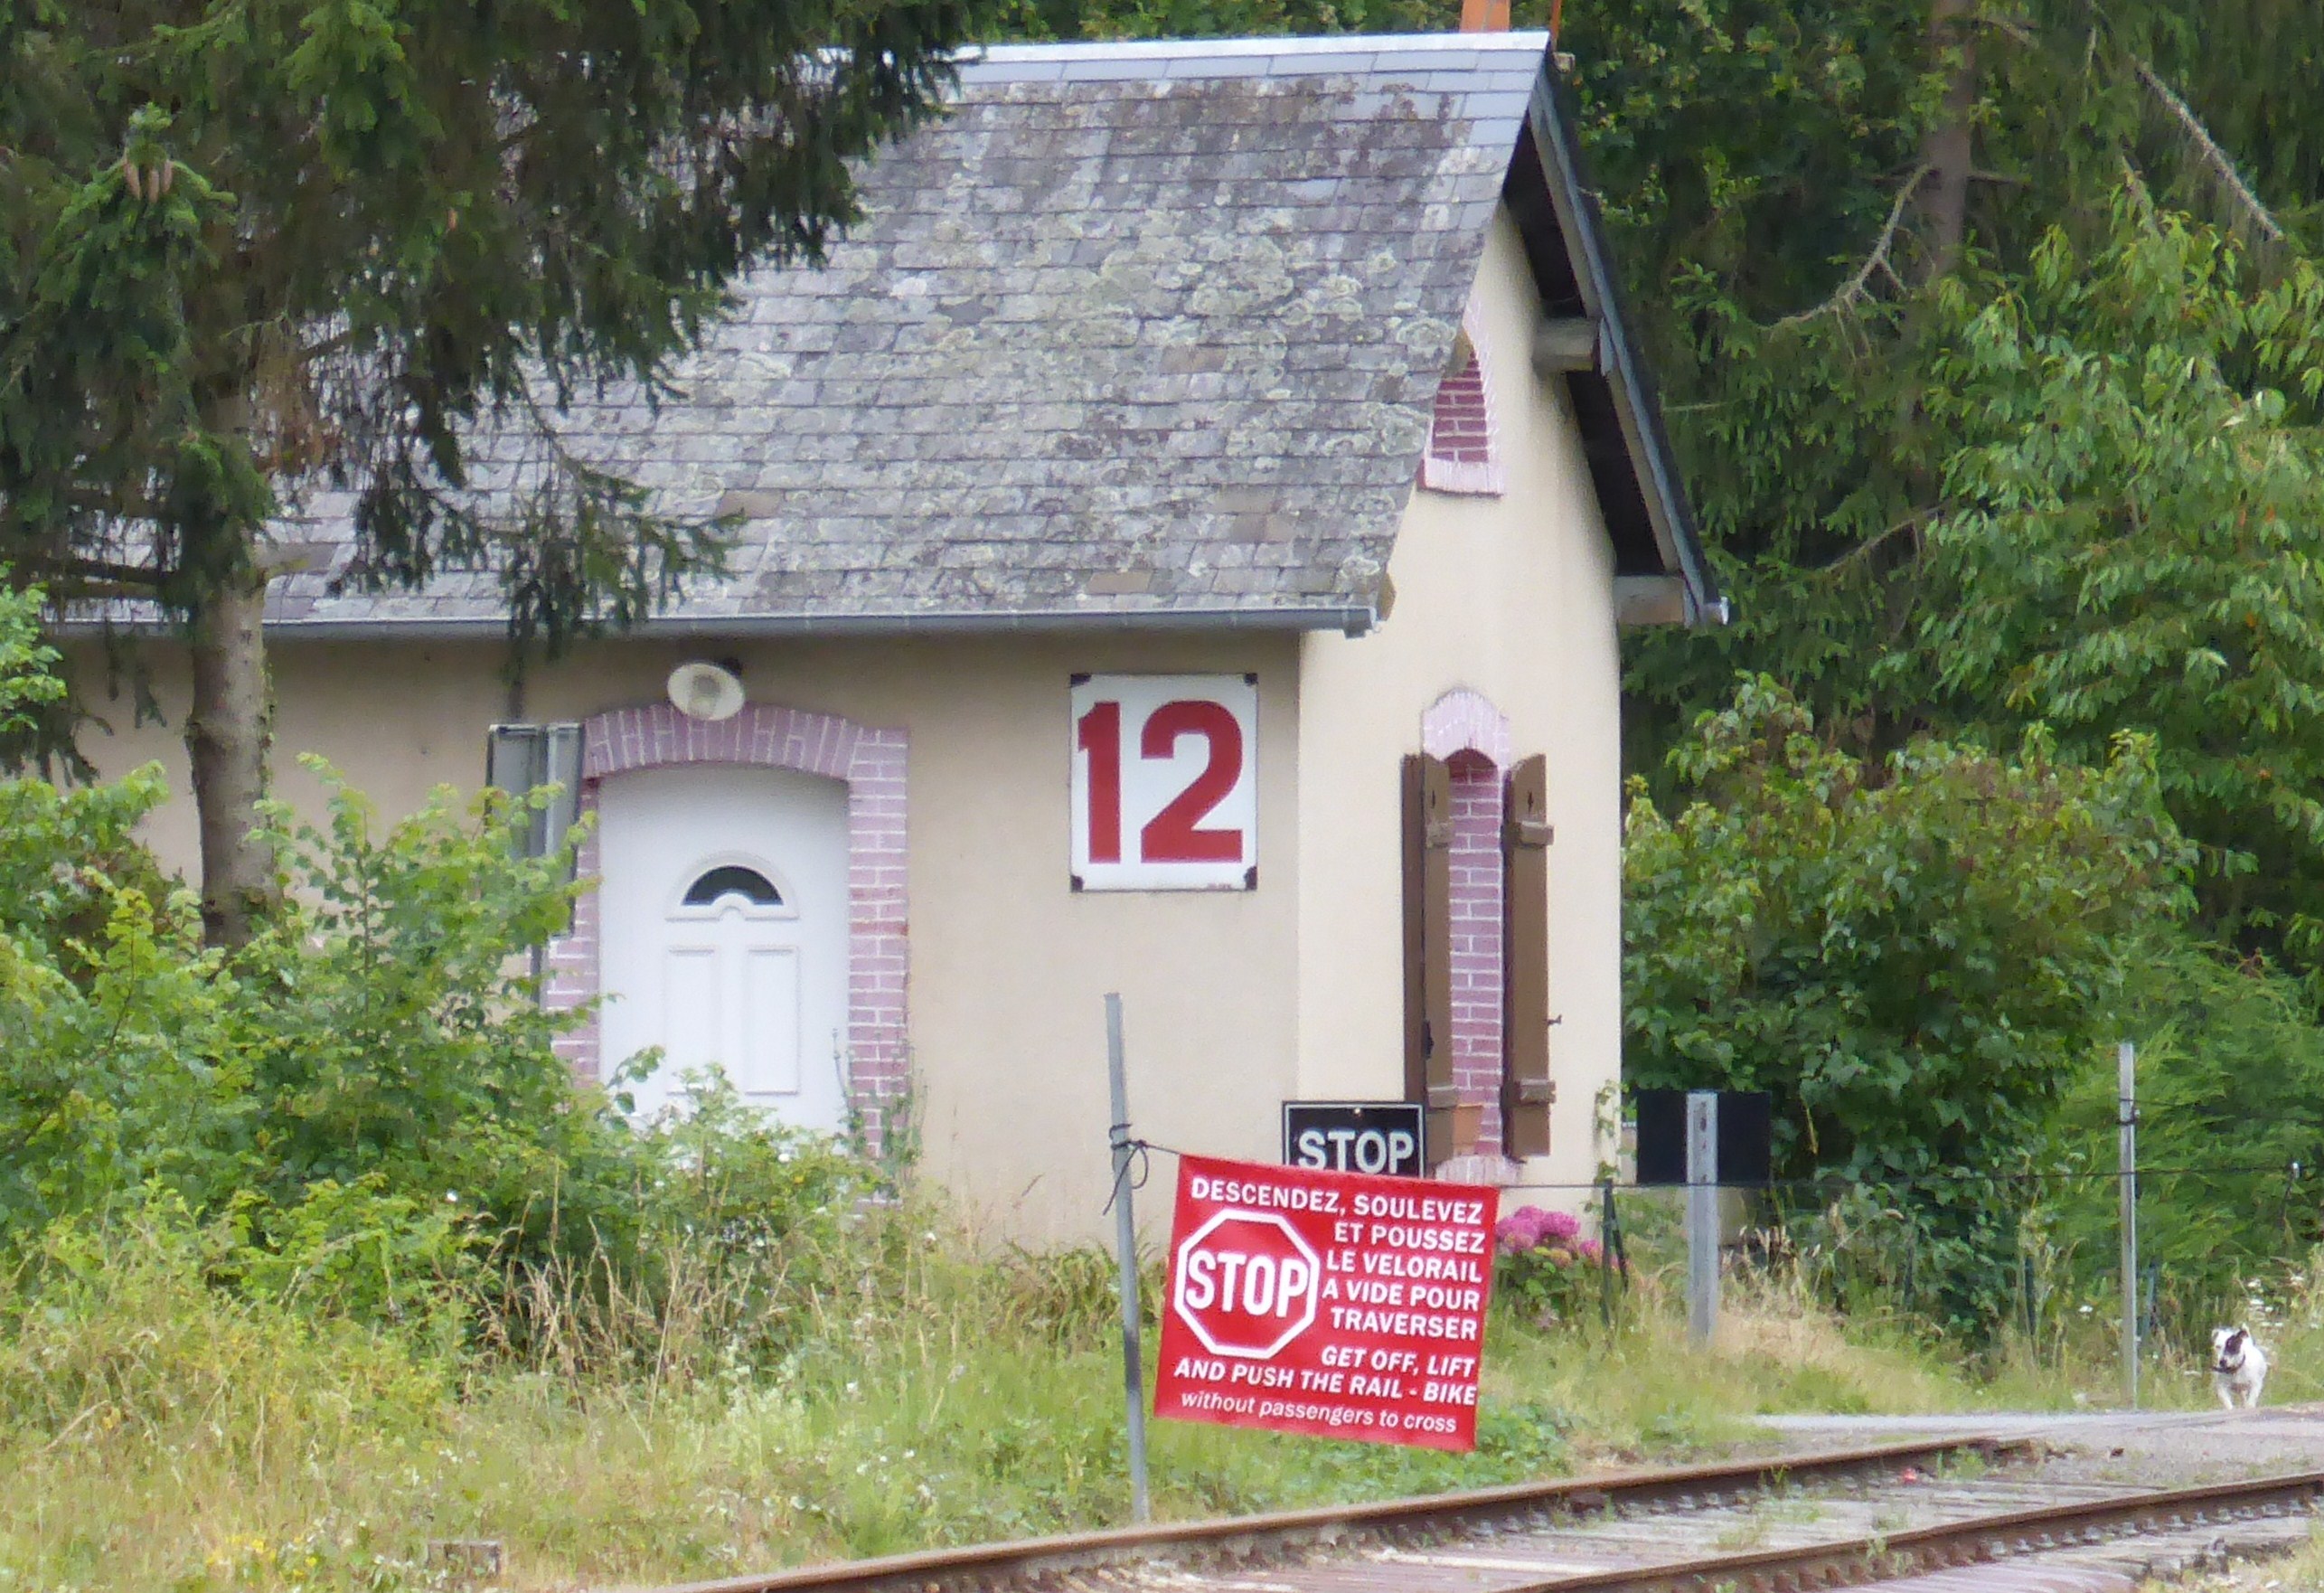 12
STOP
DESCENDEZ, SOULEVEZ
ET POUSSEZ
LE VELORAIL
A VIDE POUR
TRAVERSER
STOP
GET OFF, LIFT
AND PUSH THE RAIL - BIKE
without passengers to cross